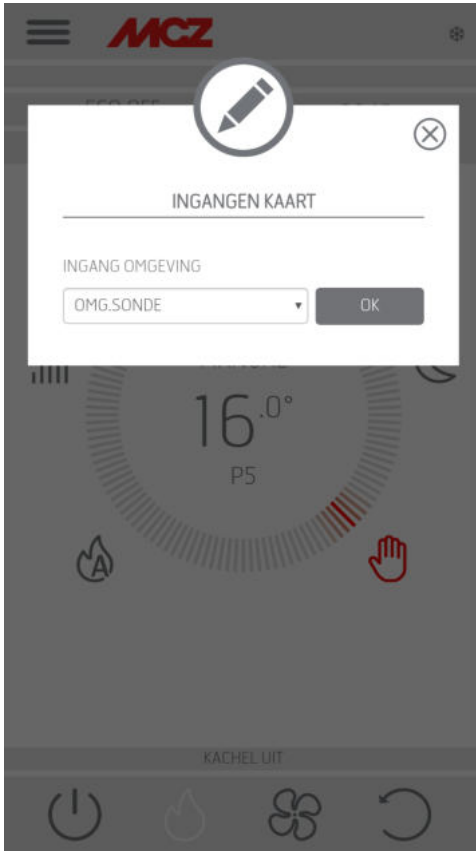 MCZ
INGANGEN KAART
INGANG OMGEVING
OMG.SONDE
OK
16.0°
P5
A
KACHEL UIT